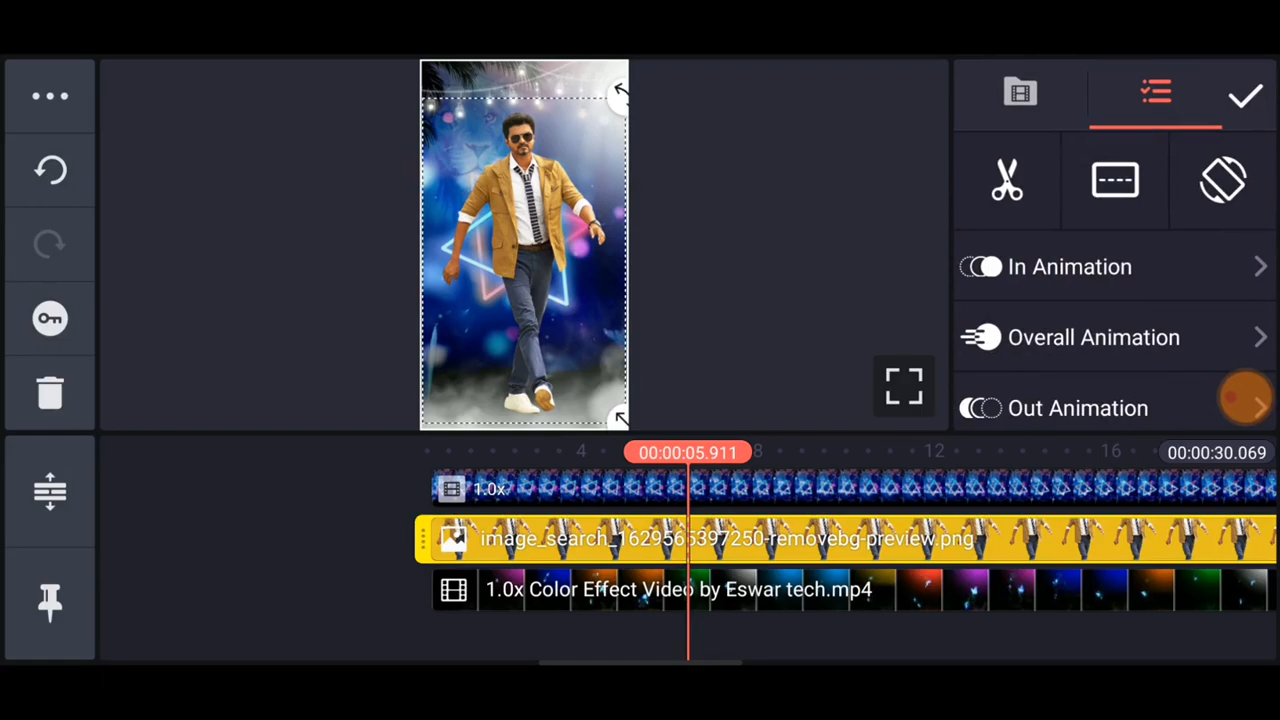 In Animation
Overall Animation
Out Animation
4
00:00:05.911
8
12
16
00:00:30.069
1.0x
image_search_1629565397250-removebg-preview.png
1.0x Color Effect Video by Eswar tech.mp4